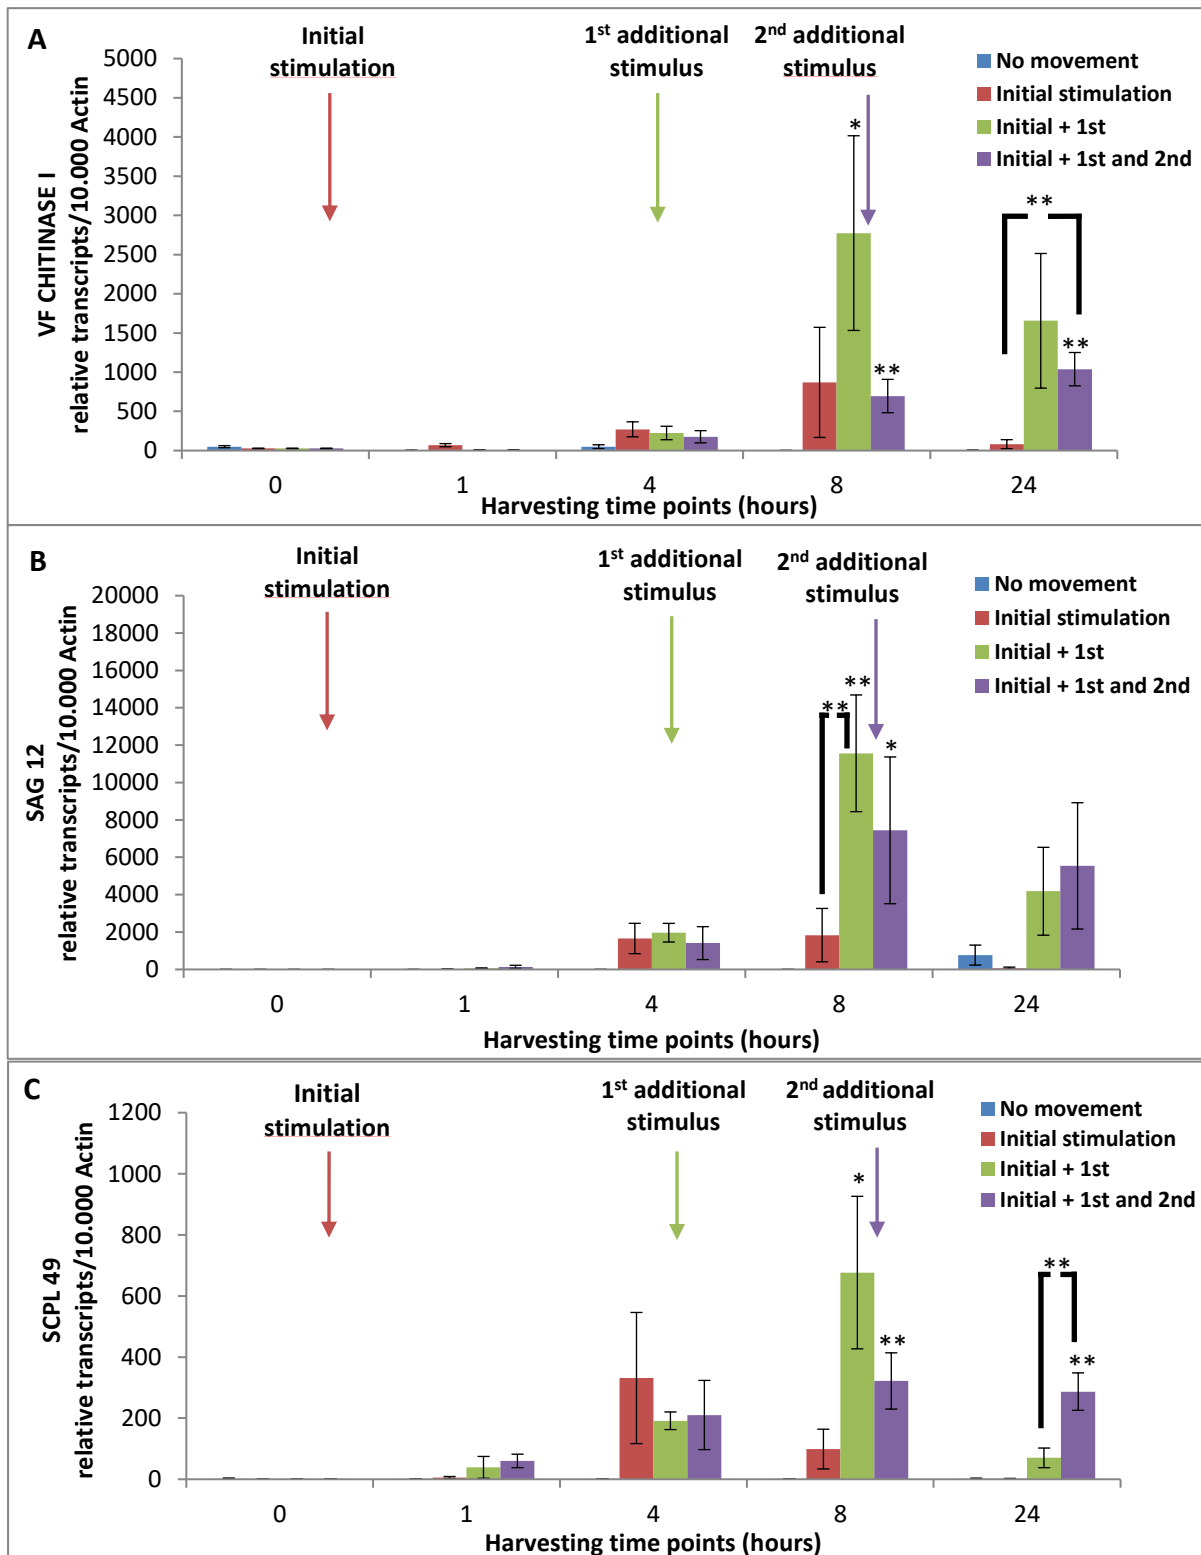 A
Initial
stimulation
1st additional
stimulus
2nd additional
stimulus
No movement
Initial stimulation
Initial + 1st
Initial + 1st and 2nd
VF CHITINASE I
relative transcripts/10.000 Actin
5000
4500
4000
3500
3000
2500
2000
1500
1000
500
0
*
**
**
**
0 1 4 8 24
Harvesting time points (hours)
B
Initial
stimulation
1st additional
stimulus
2nd additional
stimulus
No movement
Initial stimulation
Initial + 1st
Initial + 1st and 2nd
SAG 12
relative transcripts/10.000 Actin
20000
18000
16000
14000
12000
10000
8000
6000
4000
2000
0
**
**
*
0 1 4 8 24
Harvesting time points (hours)
C
Initial
stimulation
1st additional
stimulus
2nd additional
stimulus
No movement
Initial stimulation
Initial + 1st
Initial + 1st and 2nd
SCPL 49
relative transcripts/10.000 Actin
1200
1000
800
600
400
200
0
*
**
**
**
0 1 4 8 24
Harvesting time points (hours)